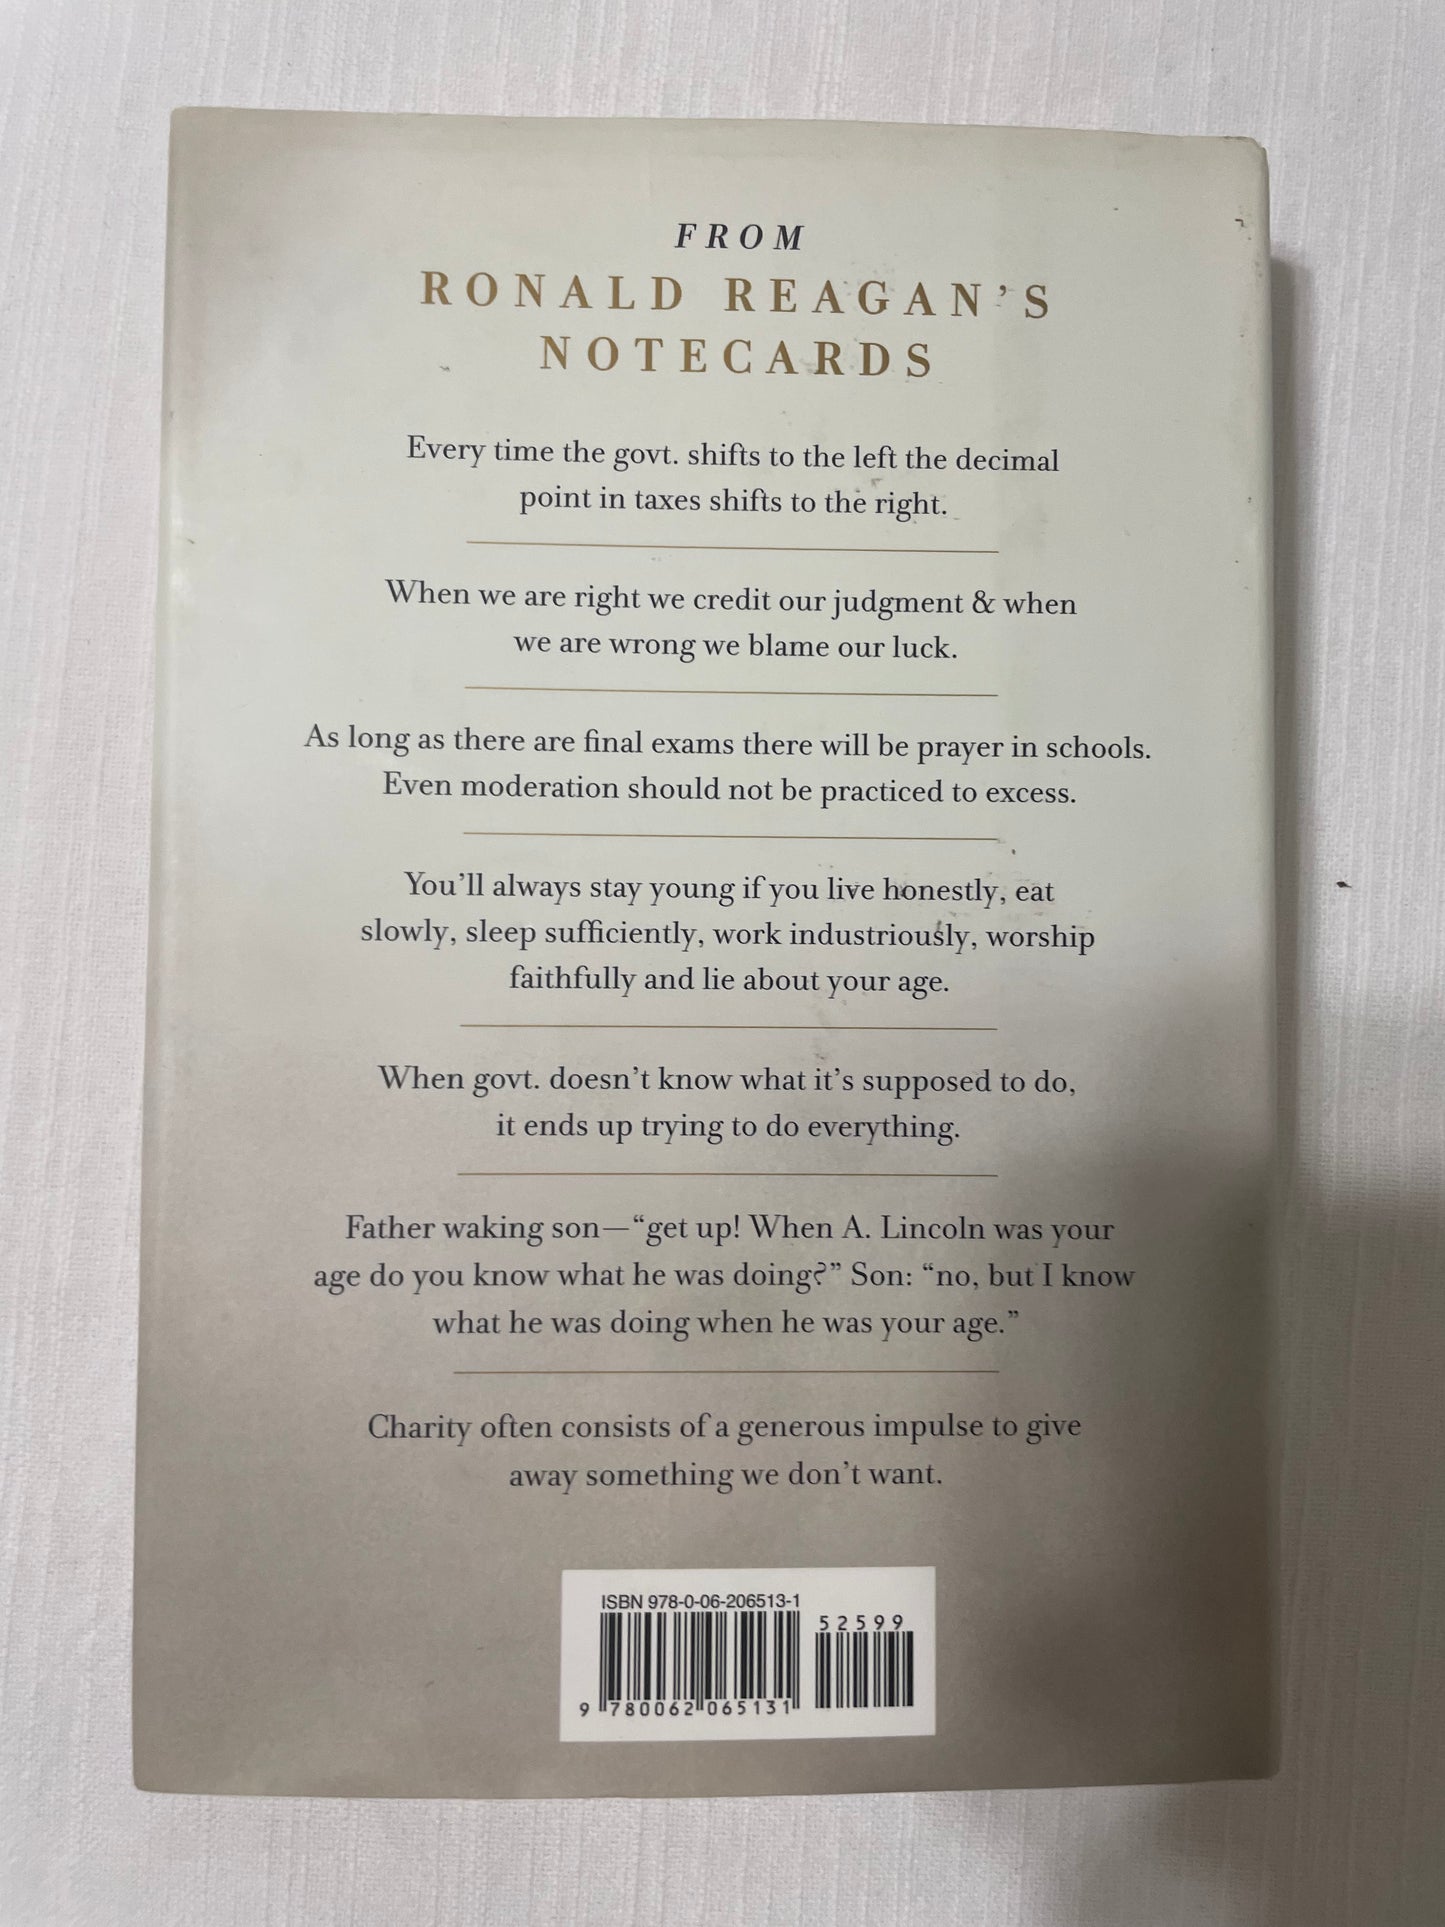 FROM
RONALD REAGAN’S
NOTECARDS
Every time the govt. shifts to the left the decimal
point in taxes shifts to the right.
When we are right we credit our judgment & when
we are wrong we blame our luck.
As long as there are final exams there will be prayer in schools.
Even moderation should not be practiced to excess.
You’ll always stay young if you live honestly, eat
slowly, sleep sufficiently, work industriously, worship
faithfully and lie about your age.
When govt. doesn’t know what it’s supposed to do,
it ends up trying to do everything.
Father waking son—“get up! When A. Lincoln was your
age do you know what he was doing?” Son: “no, but I know
what he was doing when he was your age.”
Charity often consists of a generous impulse to give
away something we don’t want.
ISBN 978-0-06-206513-1
52599
9 780062 065131